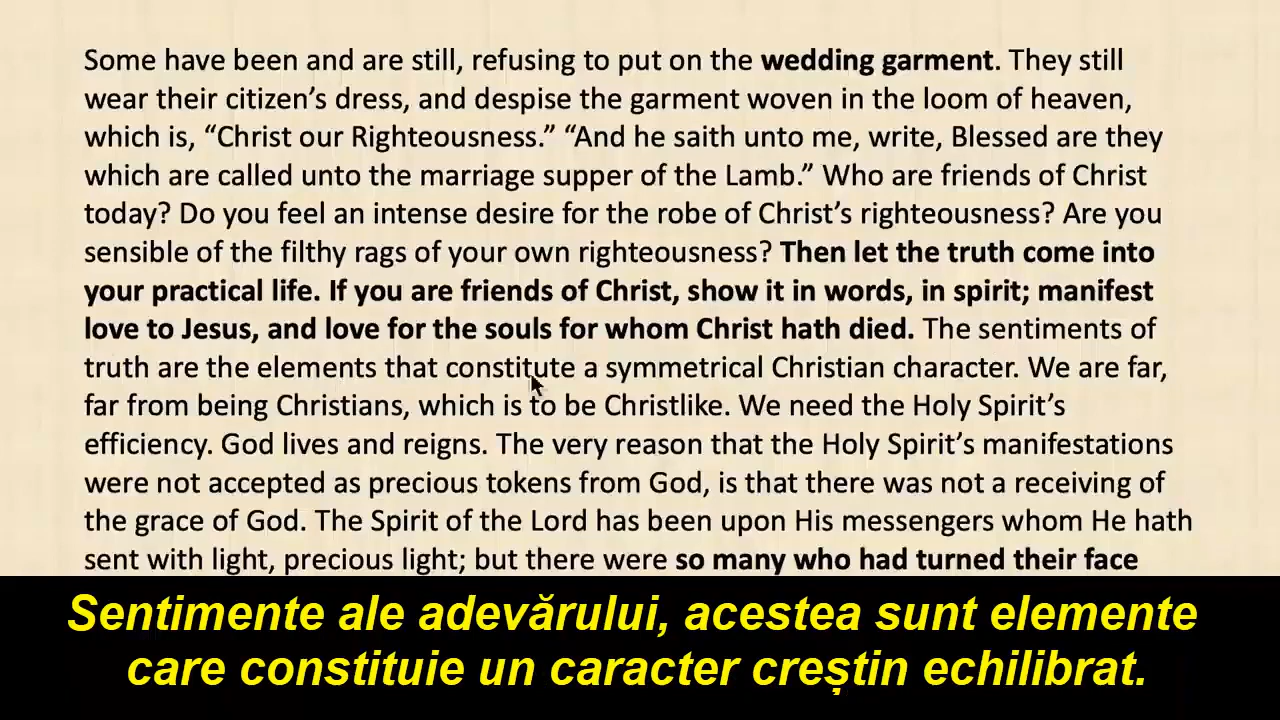 Some have been and are still, refusing to put on the wedding garment. They still
wear their citizen’s dress, and despise the garment woven in the loom of heaven,
which is, “Christ our Righteousness.” “And he saith unto me, write, Blessed are they
which are called unto the marriage supper of the Lamb.” Who are friends of Christ
today? Do you feel an intense desire for the robe of Christ’s righteousness? Are you
sensible of the filthy rags of your own righteousness? Then let the truth come into
your practical life. If you are friends of Christ, show it in words, in spirit; manifest
love to Jesus, and love for the souls for whom Christ hath died. The sentiments of
truth are the elements that constitute a symmetrical Christian character. We are far,
far from being Christians, which is to be Christlike. We need the Holy Spirit’s
efficiency. God lives and reigns. The very reason that the Holy Spirit’s manifestations
were not accepted as precious tokens from God, is that there was not a receiving of
the grace of God. The Spirit of the Lord has been upon His messengers whom He hath
sent with light, precious light; but there were so many who had turned their face
Sentimente ale adevărului, acestea sunt elemente
care constituie un caracter creștin echilibrat.